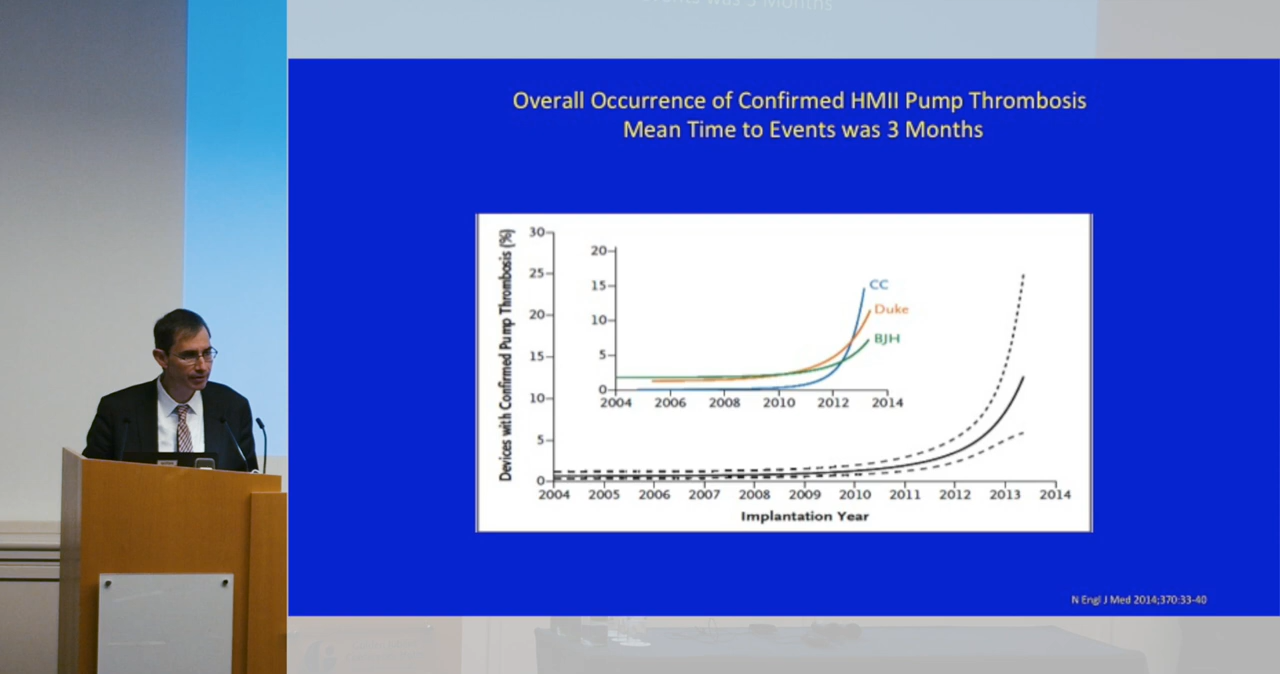 Overall Occurrence of Confirmed HMII Pump Thrombosis
Mean Time to Events was 3 Months
Devices with Confirmed Pump Thrombosis (%)
30
25
20
15
10
5
0
20
15
10
5
0
CC
Duke
BJH
2004 2006 2008 2010 2012 2014
2004 2005 2006 2007 2008 2009 2010 2011 2012 2013 2014
Implantation Year
N Engl J Med 2014;370:33-40